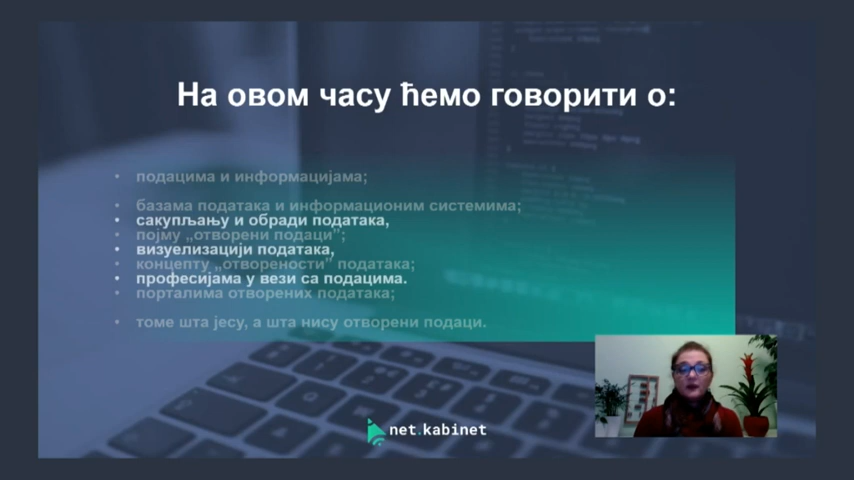 На овом часу ћемо говорити о:
• подацима и информацијама;
• базама података и информационим системима;
• сакупљању и обради података,
• појму „отворени подаци”;
• визуелизацији података,
• концепту „отворености” података;
• професијама у вези са подацима.
• порталима отворених података;
• томе шта јесу, а шта нису отворени подаци.
net.kabinet